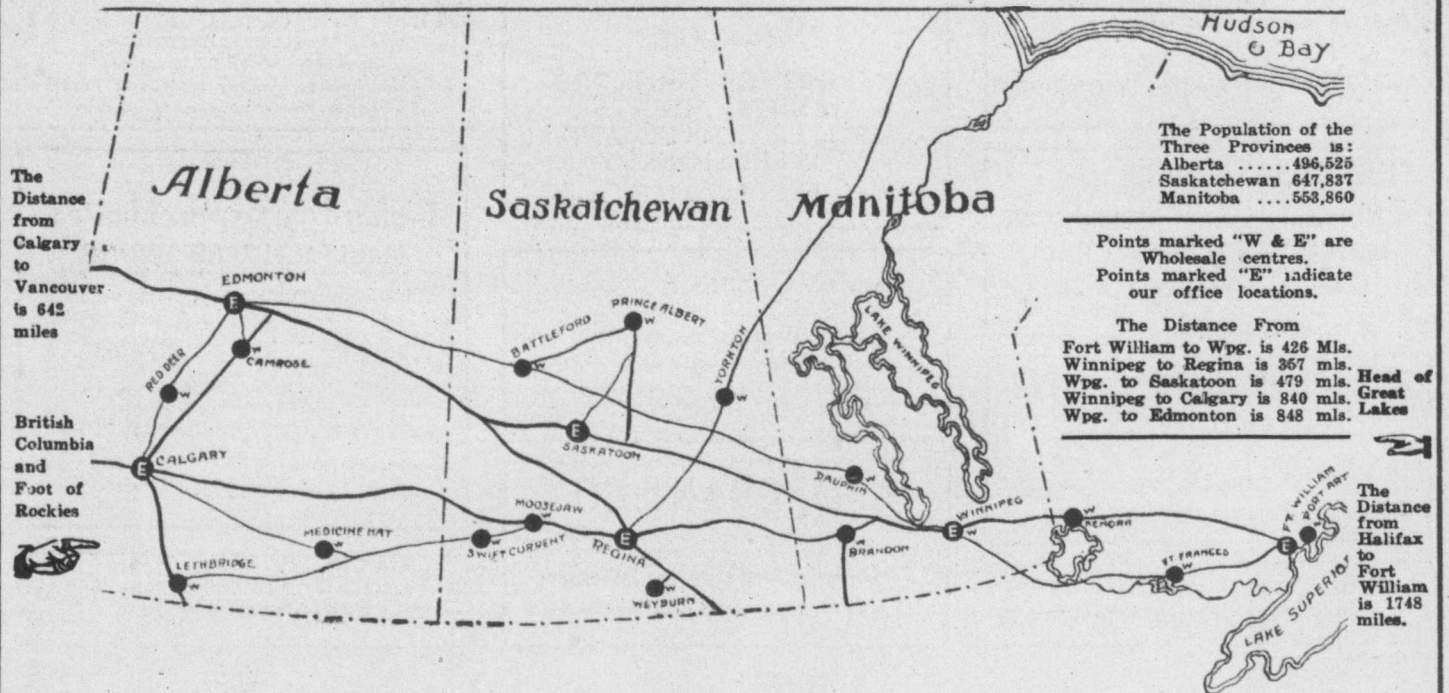 Hudson
Bay
The Population of the
Three Provinces is:
Alberta ......496,525
Saskatchewan 647,837
Manitoba ....553,860
Points marked "W & E" are
Wholesale centres.
Points marked "E" indicate
our office locations.
The Distance From
Fort William to Wpg. is 426 Mls.
Winnipeg to Regina is 357 mls.
Wpg. to Saskatoon is 479 mls.
Winnipeg to Calgary is 840 mls.
Wpg. to Edmonton is 848 mls.
Head of
Great
Lakes
The
Distance
from
Halifax
to
Fort
William
is 1748
miles.
The
Distance
from
Calgary
to
Vancouver
is 642
miles
British
Columbia
and
Foot of
Rockies
Alberta
Saskatchewan
Manitoba
EDMONTON
E
CAMROSE
W
RED DEER
W
CALGARY
E
LETHBRIDGE
W
MEDICINE HAT
W
BATTLEFORD
W
PRINCE ALBERT
W
SASKATOON
E
YORKTON
W
SWIFT CURRENT
W
MOOSEJAW
W
REGINA
E
WEYBURN
W
LAKE WINNIPEG
DAUPHIN
W
BRANDON
W
WINNIPEG
E
W
KENORA
W
FT. FRANCES
W
FT. WILLIAM
PORT ART
E
LAKE SUPERIOR